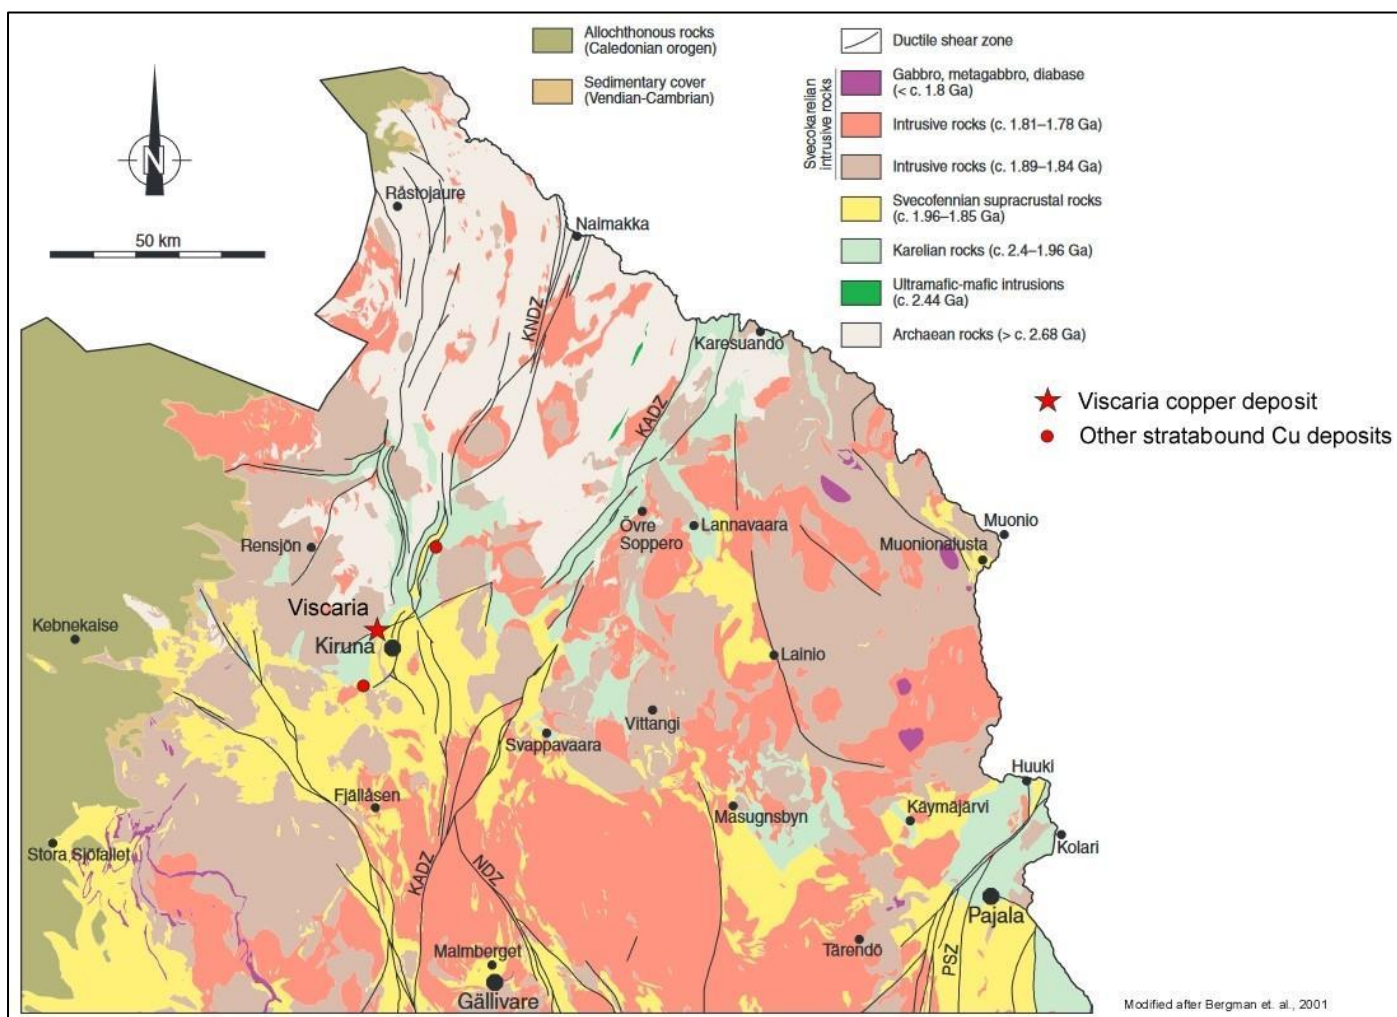 Allochthonous rocks
(Caledonian orogen)
Sedimentary cover
(Vendian-Cambrian)
Ductile shear zone
Svecokarelian
intrusive rocks
Gabbro, metagabbro, diabase
(< c. 1.8 Ga)
Intrusive rocks (c. 1.81–1.78 Ga)
Intrusive rocks (c. 1.89–1.84 Ga)
Svecofennian supracrustal rocks
(c. 1.96–1.85 Ga)
Karelian rocks (c. 2.4–1.96 Ga)
Ultramafic-mafic intrusions
(c. 2.44 Ga)
Archaean rocks (> c. 2.68 Ga)
Viscaria copper deposit
Other stratabound Cu deposits
N
50 km
Råstojaure
Naimakka
KNDZ
Karesuando
KADZ
Övre
Soppero
Lannavaara
Muonio
Muonionalusta
Rensjön
Viscaria
Kiruna
Kebnekaise
Lainio
Vittangi
Svappavaara
Huuki
Fjällåsen
Masugnsbyn
Käymäjärvi
Kolari
Stora Sjöfallet
KADZ
NDZ
Pajala
Tärendö
PSZ
Malmberget
Gällivare
Modified after Bergman et. al., 2001